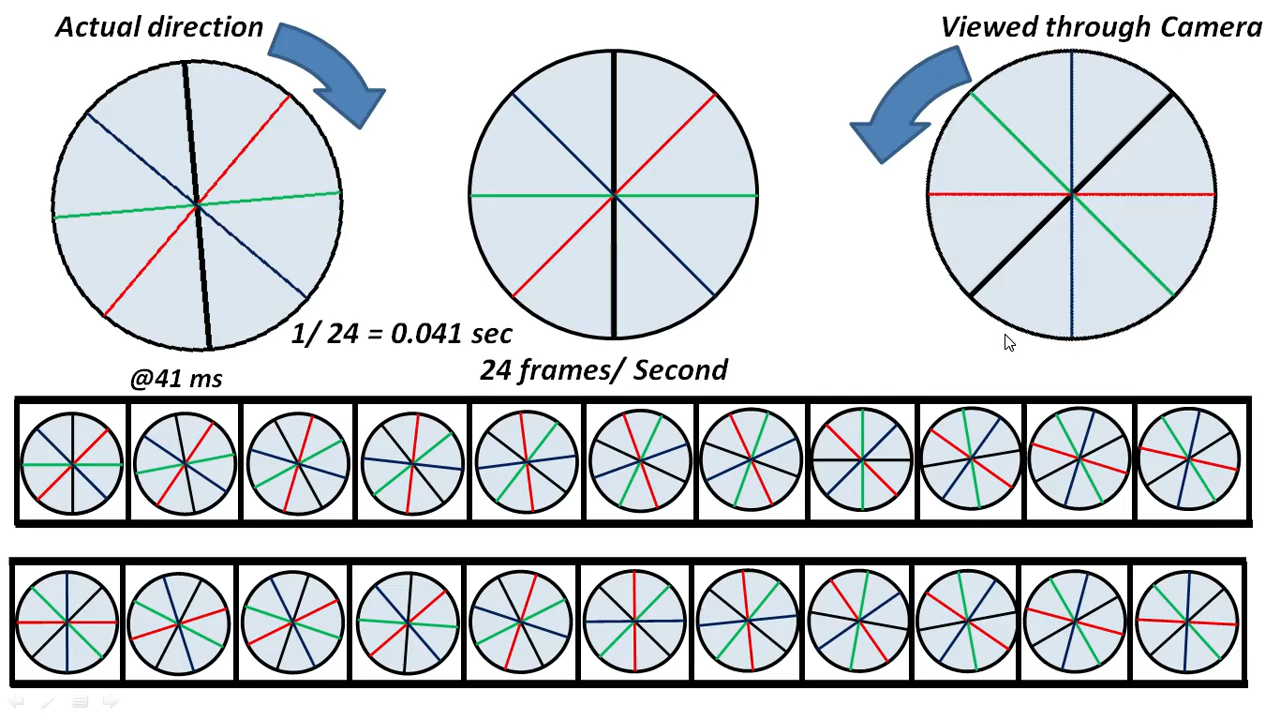 Actual direction
Viewed through Camera
1/ 24 = 0.041 sec
24 frames/ Second
@41 ms